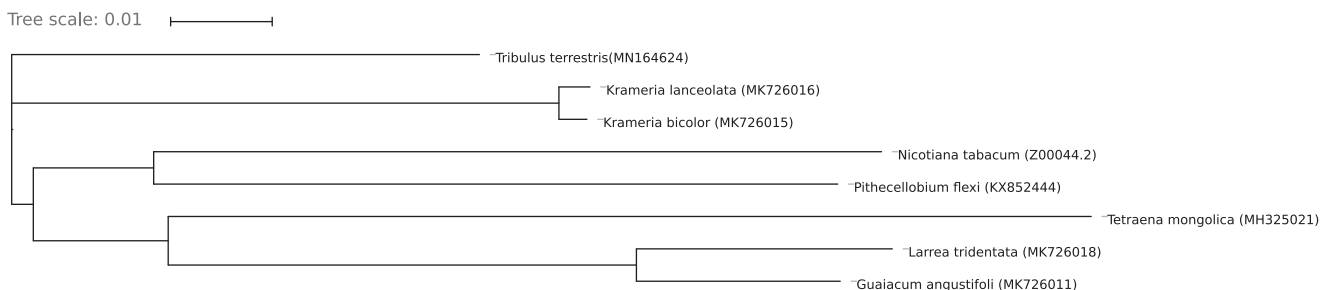 Tree scale: 0.01
Tribulus terrestris(MN164624)
Krameria lanceolata (MK726016)
Krameria bicolor (MK726015)
Nicotiana tabacum (Z00044.2)
Pithecellobium flexi (KX852444)
Tetraena mongolica (MH325021)
Larrea tridentata (MK726018)
Guaiacum angustifoli (MK726011)